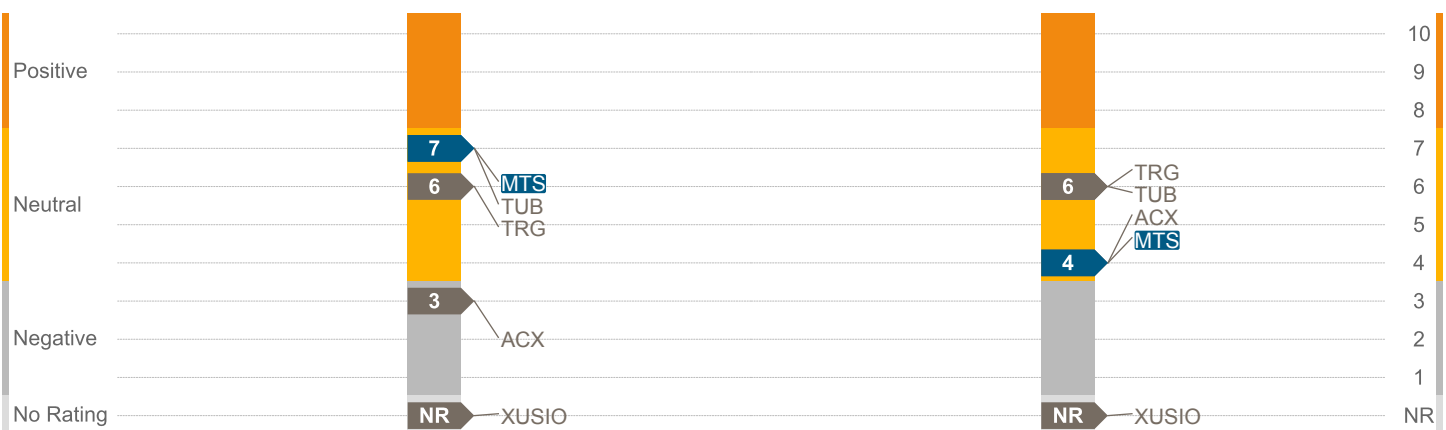 10
Positive
9
8
7
7
MTS
TRG
6
6
6
TUB
TUB
Neutral
TRG
ACX
5
MTS
4
4
3
3
Negative
ACX
2
1
No Rating
NR
XUSIO
NR
XUSIO
NR